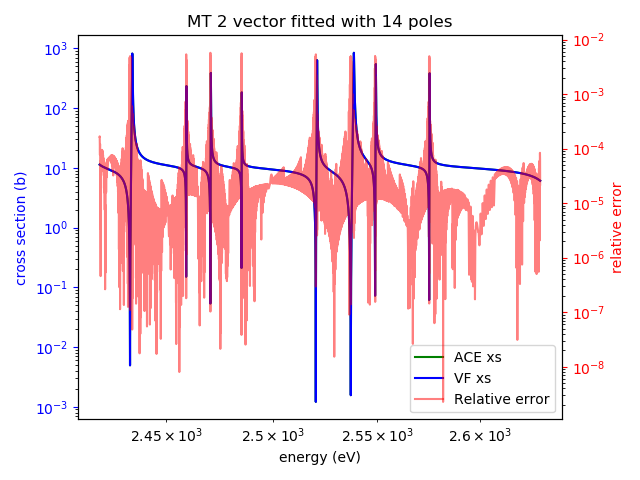 MT 2 vector fitted with 14 poles
10³
10²
10¹
10⁰
10⁻¹
10⁻²
10⁻³
cross section (b)
10⁻²
10⁻³
10⁻⁴
10⁻⁵
10⁻⁶
10⁻⁷
10⁻⁸
relative error
ACE xs
VF xs
Relative error
2.45 × 10³
2.5 × 10³
2.55 × 10³
2.6 × 10³
energy (eV)